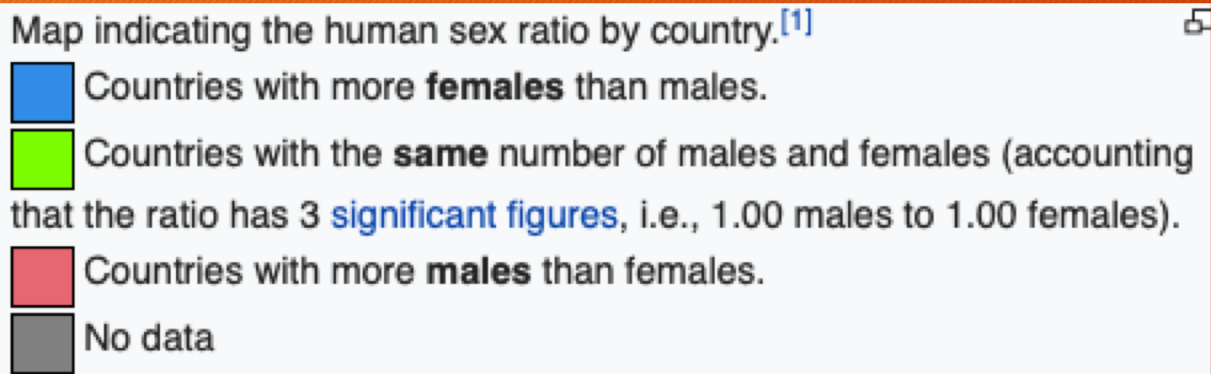 Map indicating the human sex ratio by country.[1]
Countries with more females than males.
Countries with the same number of males and females (accounting
that the ratio has 3 significant figures, i.e., 1.00 males to 1.00 females).
Countries with more males than females.
No data